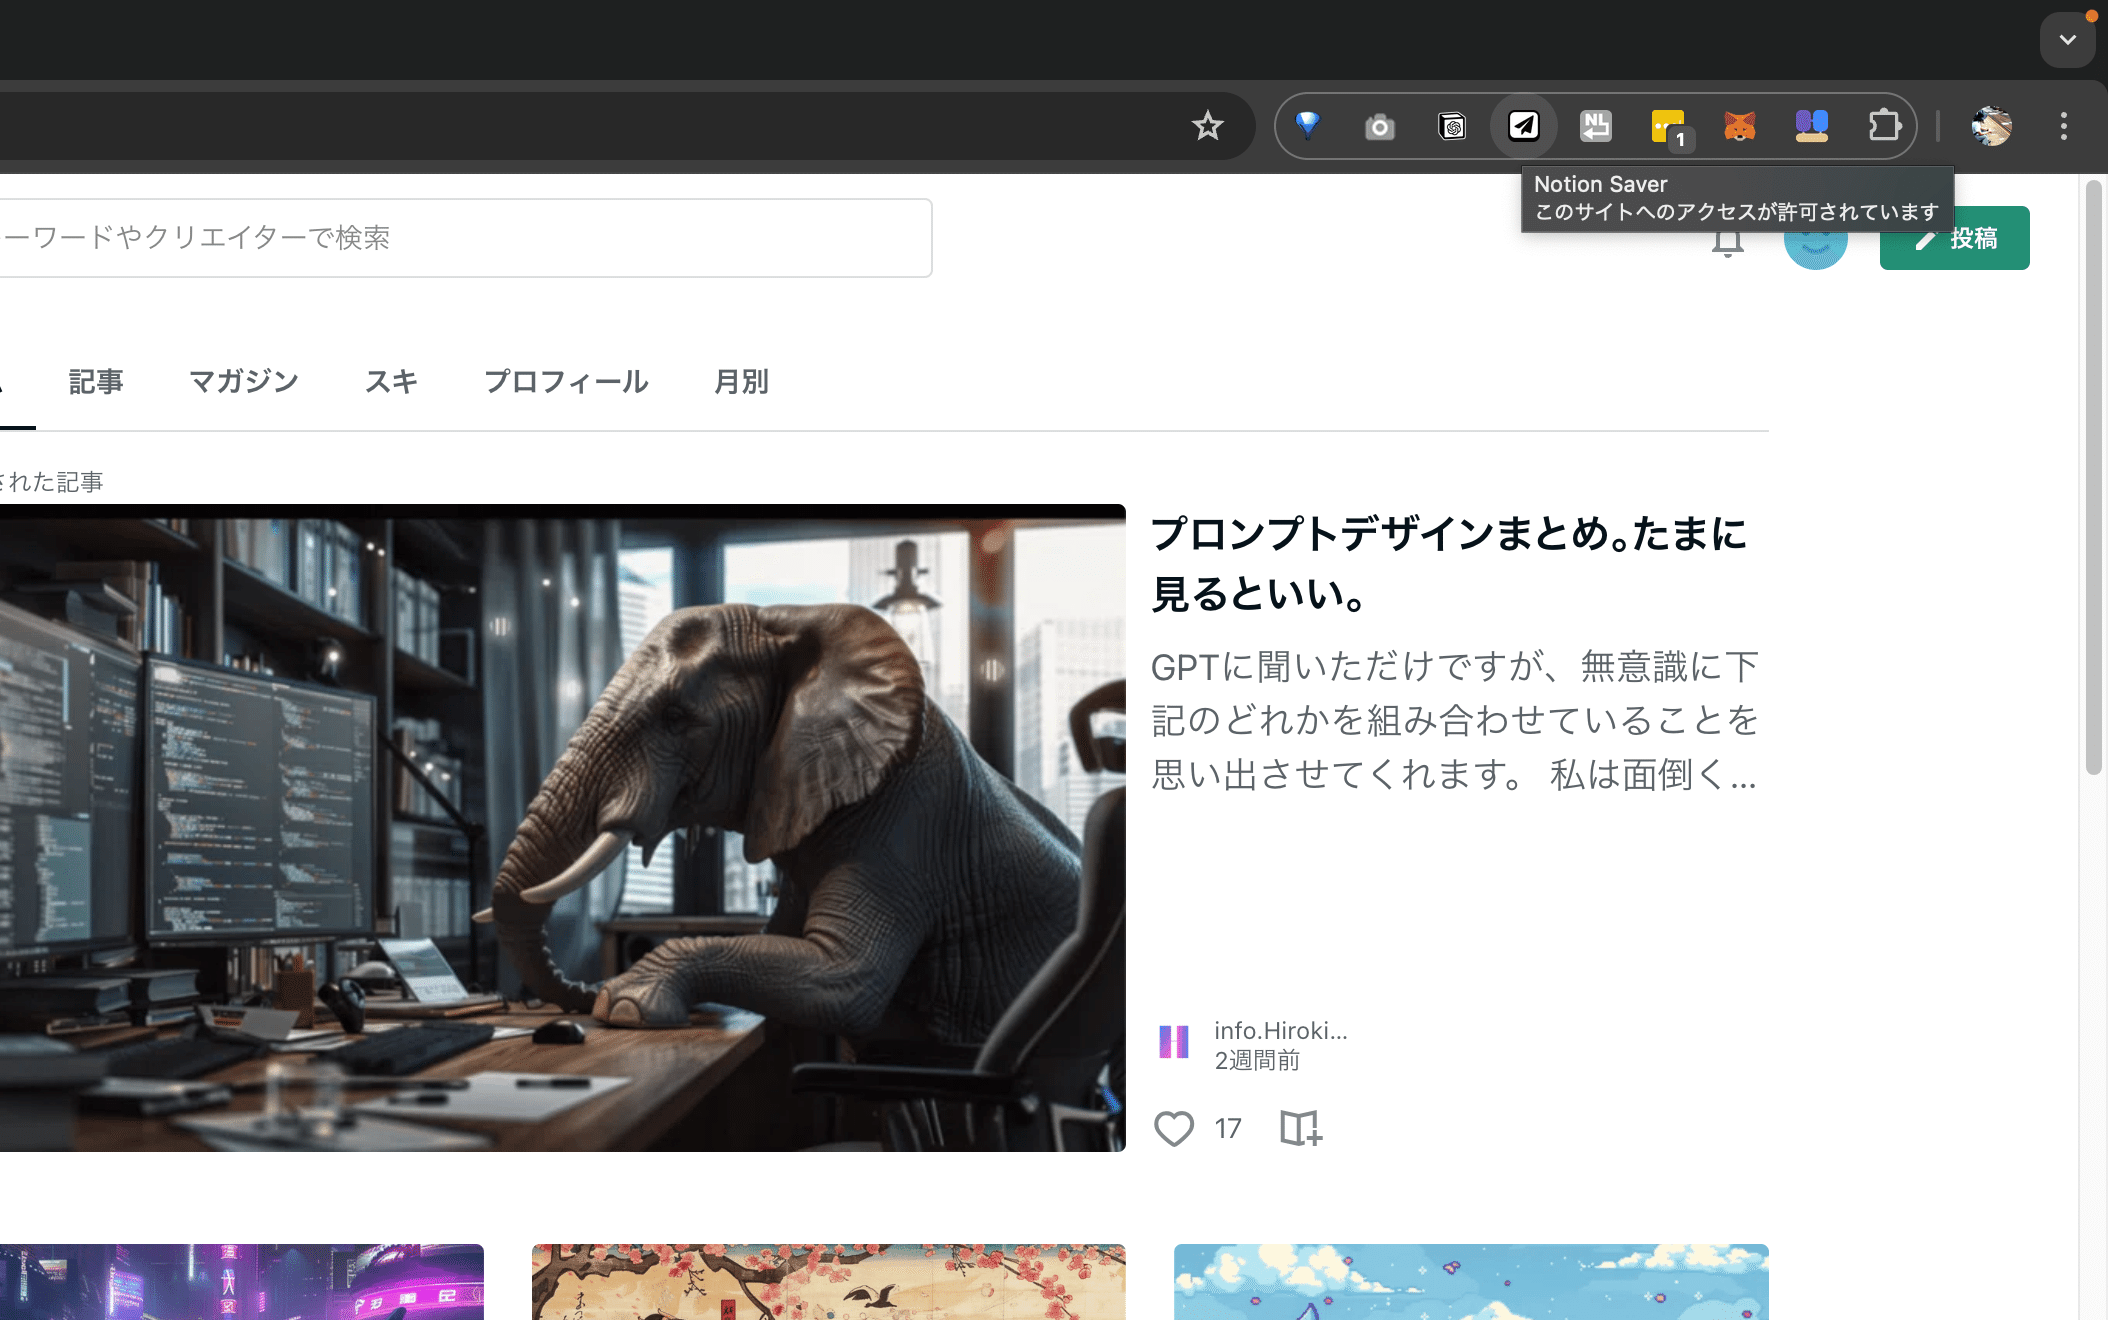 NL
1
Notion Saver
このサイトへのアクセスが許可されています
ーワードやクリエイターで検索
投稿
記事
マガジン
スキ
プロフィール
月別
された記事
プロンプトデザインまとめ。たまに
見るといい。
GPTに聞いただけですが、無意識に下
記のどれかを組み合わせていることを
思い出させてくれます。 私は面倒く...
info.Hiroki...
2週間前
17